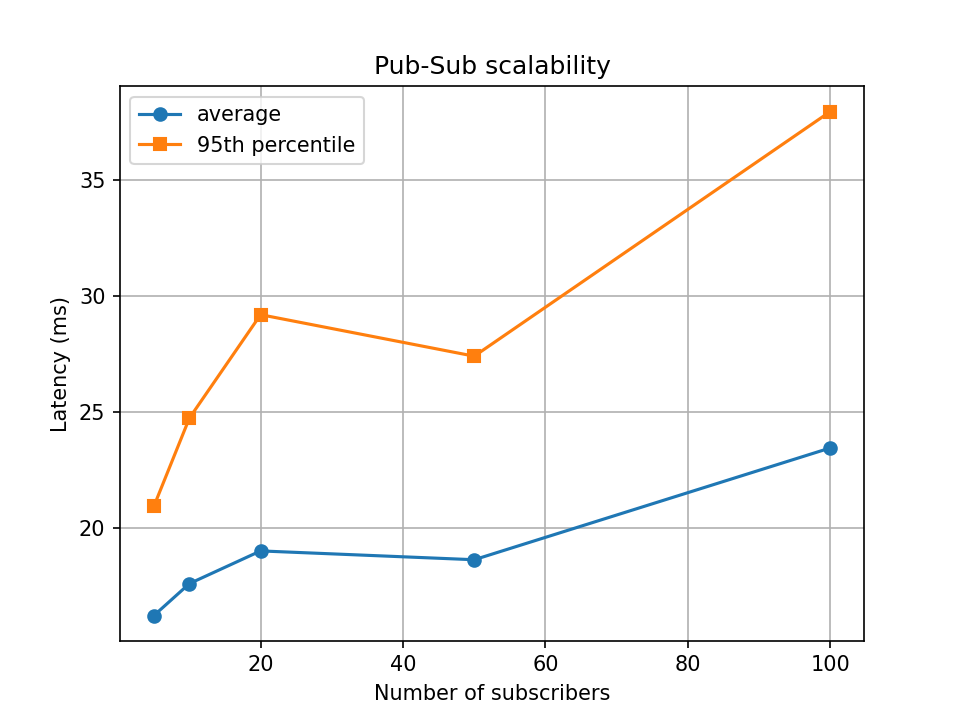 Pub-Sub scalability
average
95th percentile
35
30
25
20
Latency (ms)
20 40 60 80 100
Number of subscribers